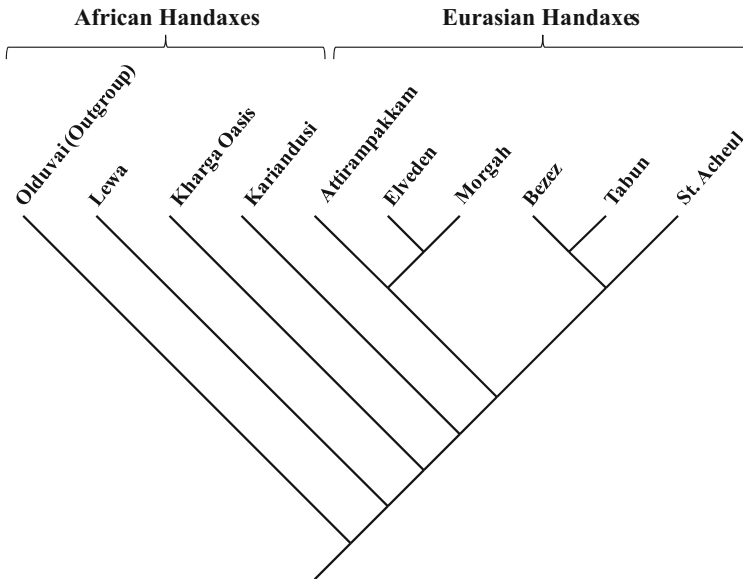 African Handaxes
Eurasian Handaxes
Olduvai (Outgroup)
Lewa
Kharga Oasis
Kariandusi
Attirampakkam
Elveden
Morgah
Bezez
Tabun
St. Acheul